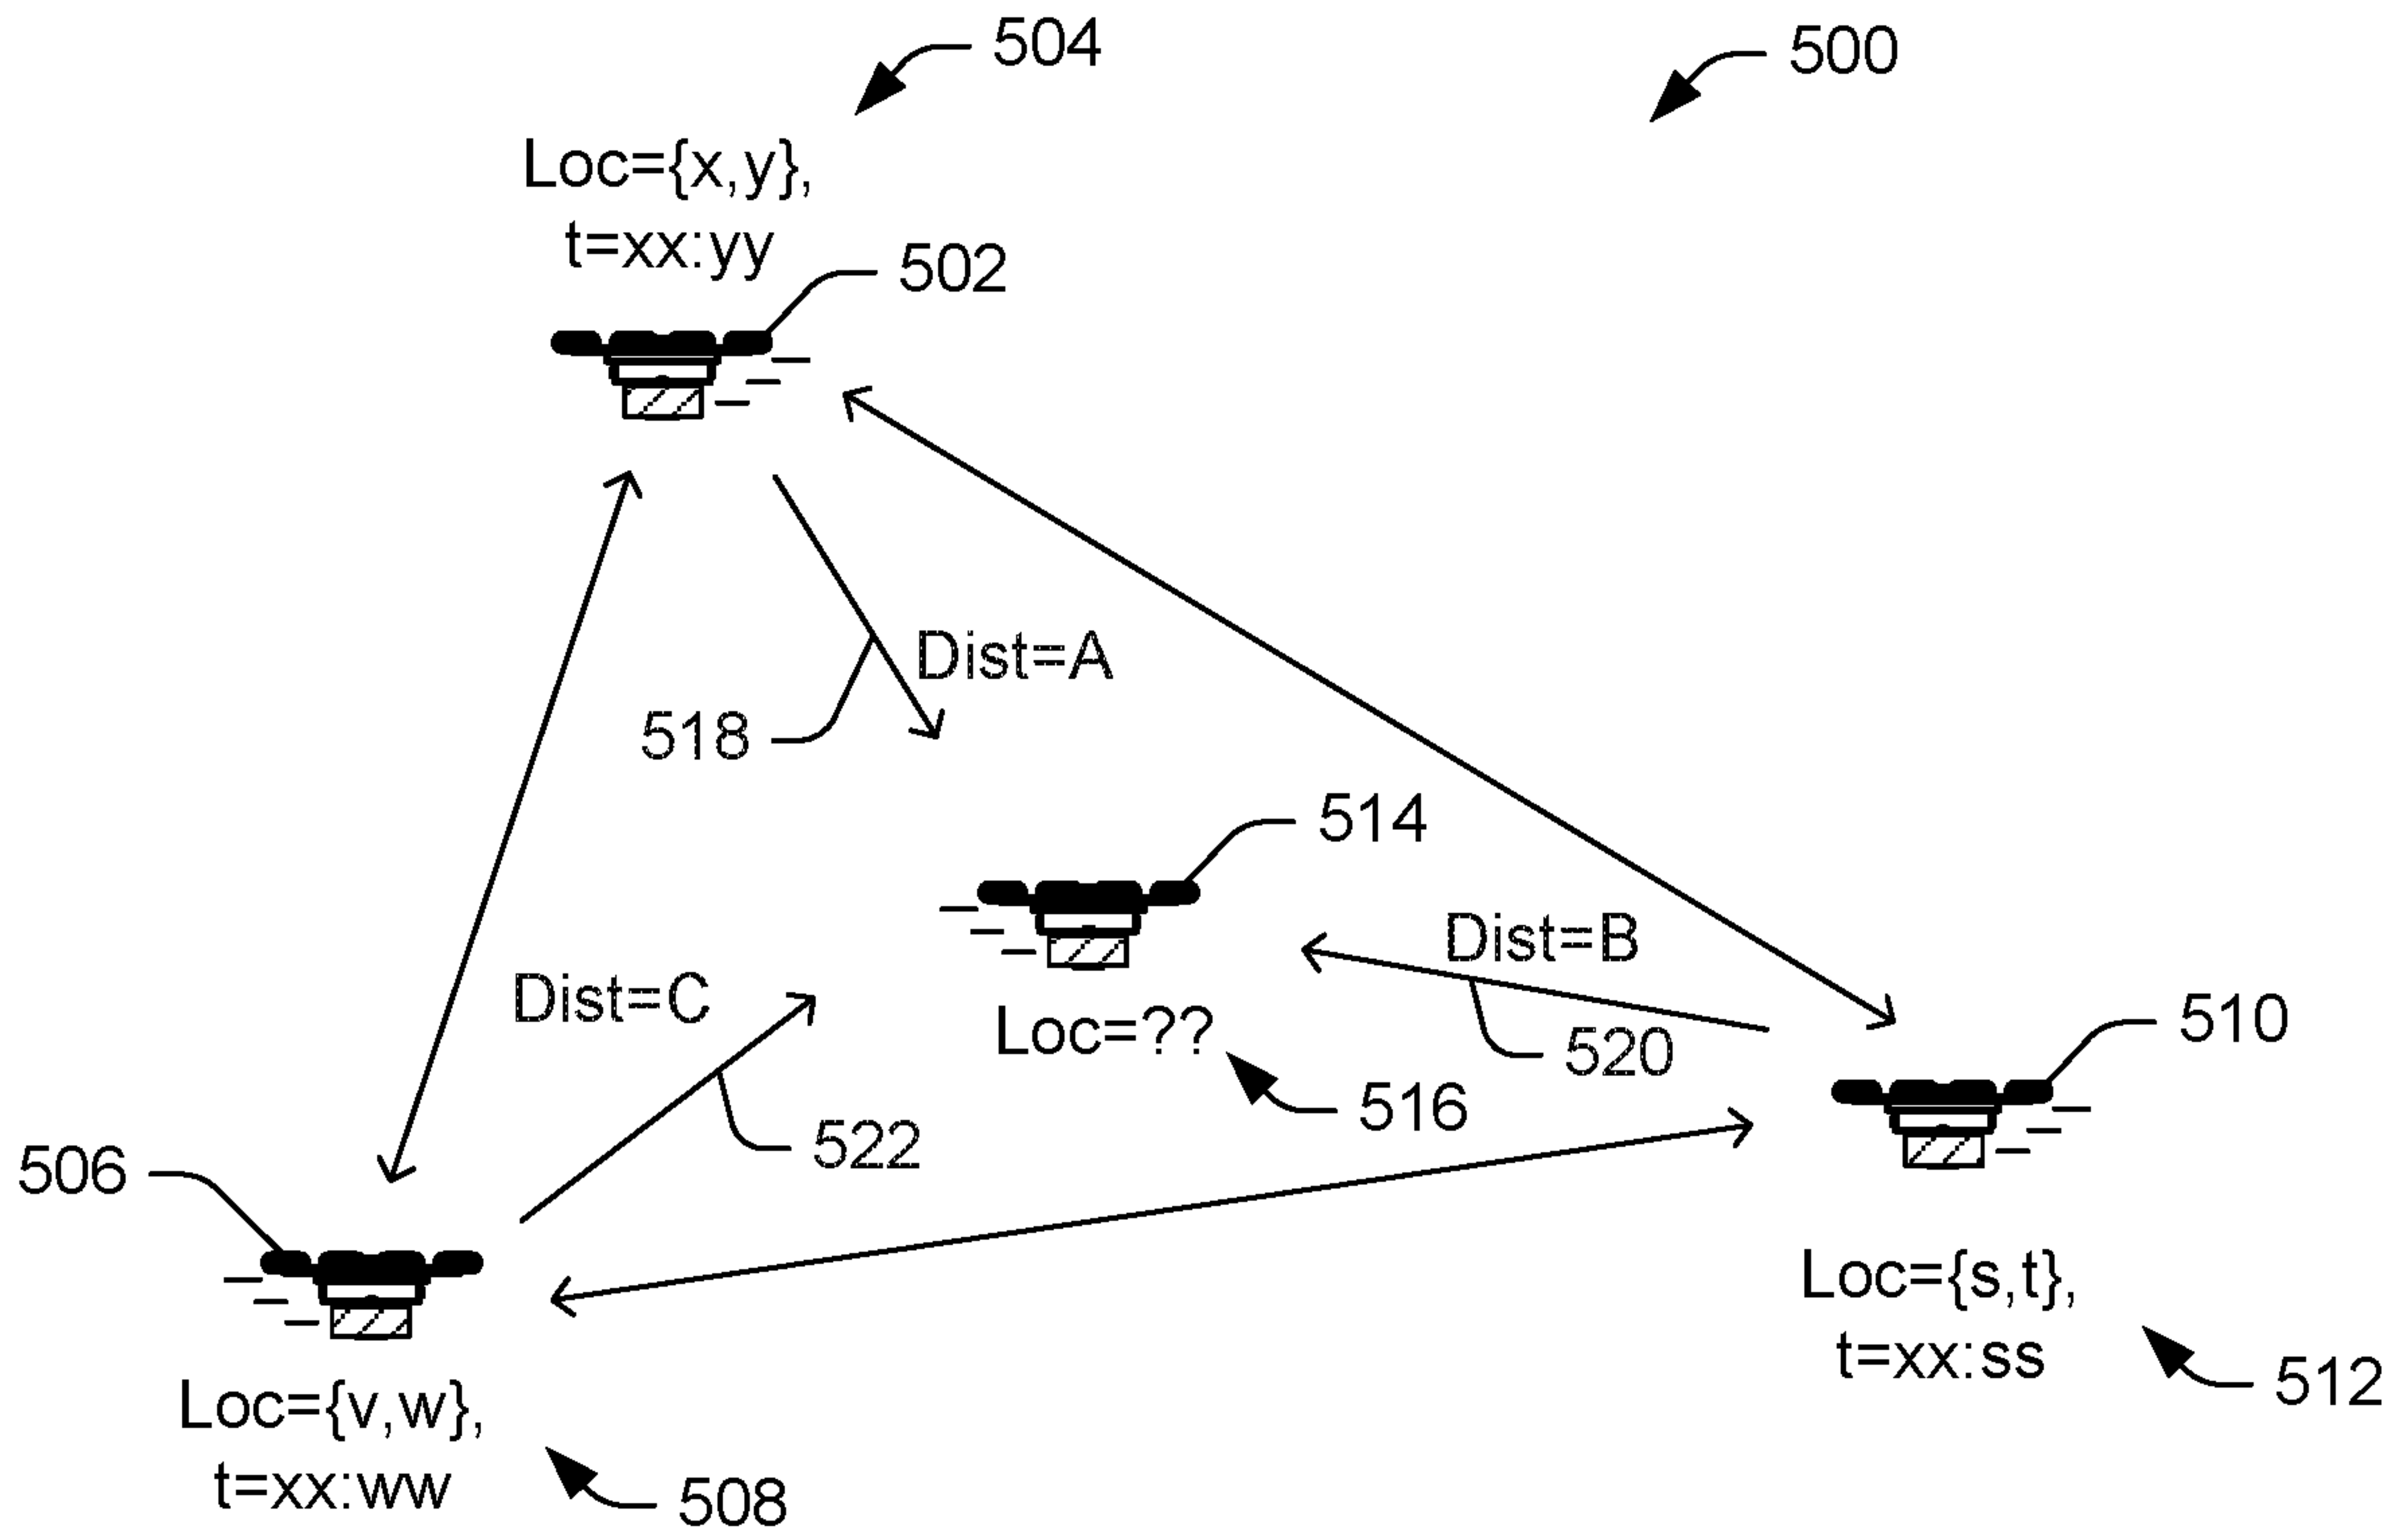 504
500
Loc={x,y},
t=xx:yy
502
Dist=A
518
514
Dist=B
Dist=C
510
Loc=??
520
516
522
506
Loc={s,t},
t=xx:ss
512
Loc={v,w},
t=xx:ww
508